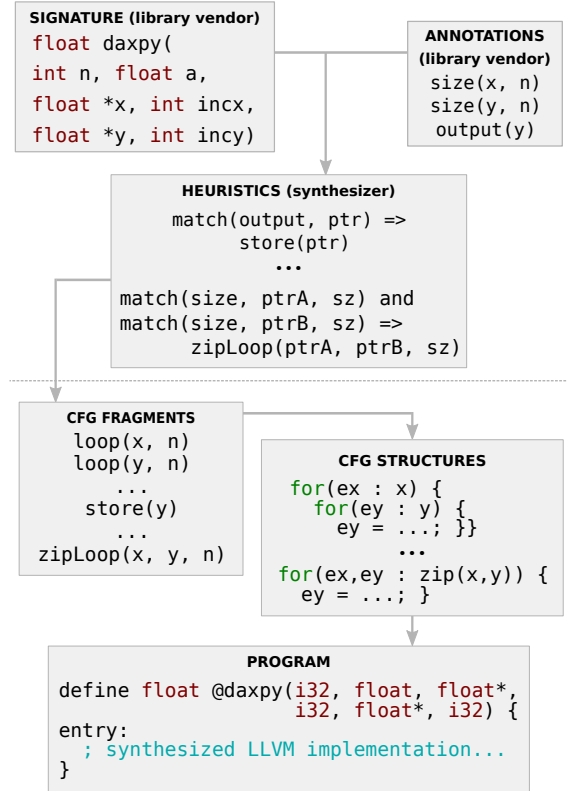 SIGNATURE (library vendor)
float daxpy(
int n, float a,
float *x, int incx,
float *y, int incy)
ANNOTATIONS
(library vendor)
size(x, n)
size(y, n)
output(y)
HEURISTICS (synthesizer)
match(output, ptr) =>
store(ptr)
...
match(size, ptrA, sz) and
match(size, ptrB, sz) =>
zipLoop(ptrA, ptrB, sz)
CFG FRAGMENTS
loop(x, n)
loop(y, n)
...
store(y)
...
zipLoop(x, y, n)
CFG STRUCTURES
for(ex : x) {
for(ey : y) {
ey = ...; }}
...
for(ex,ey : zip(x,y)) {
ey = ...; }
PROGRAM
define float @daxpy(i32, float, float*,
i32, float*, i32) {
entry:
; synthesized LLVM implementation...
}